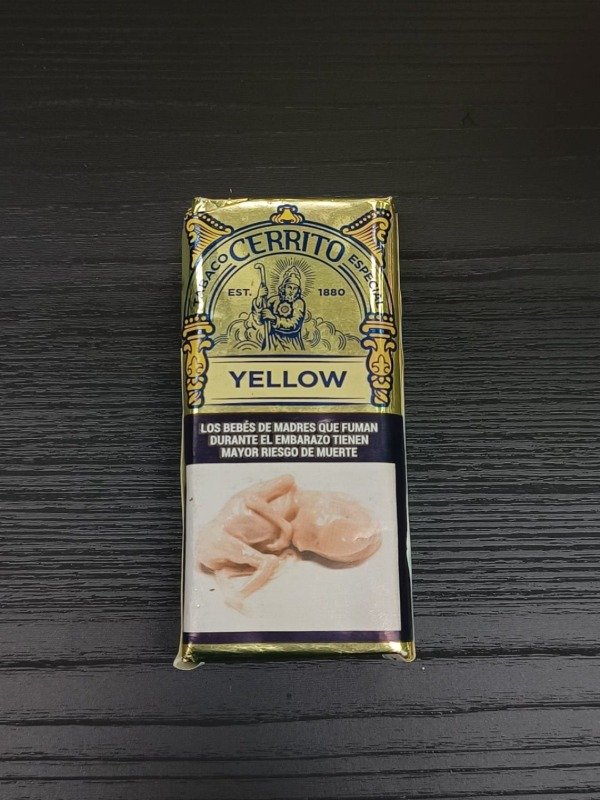 TABACO CERRITO ESPECIAL
EST. 1880
YELLOW
LOS BEBÉS DE MADRES QUE FUMAN
DURANTE EL EMBARAZO TIENEN
MAYOR RIESGO DE MUERTE